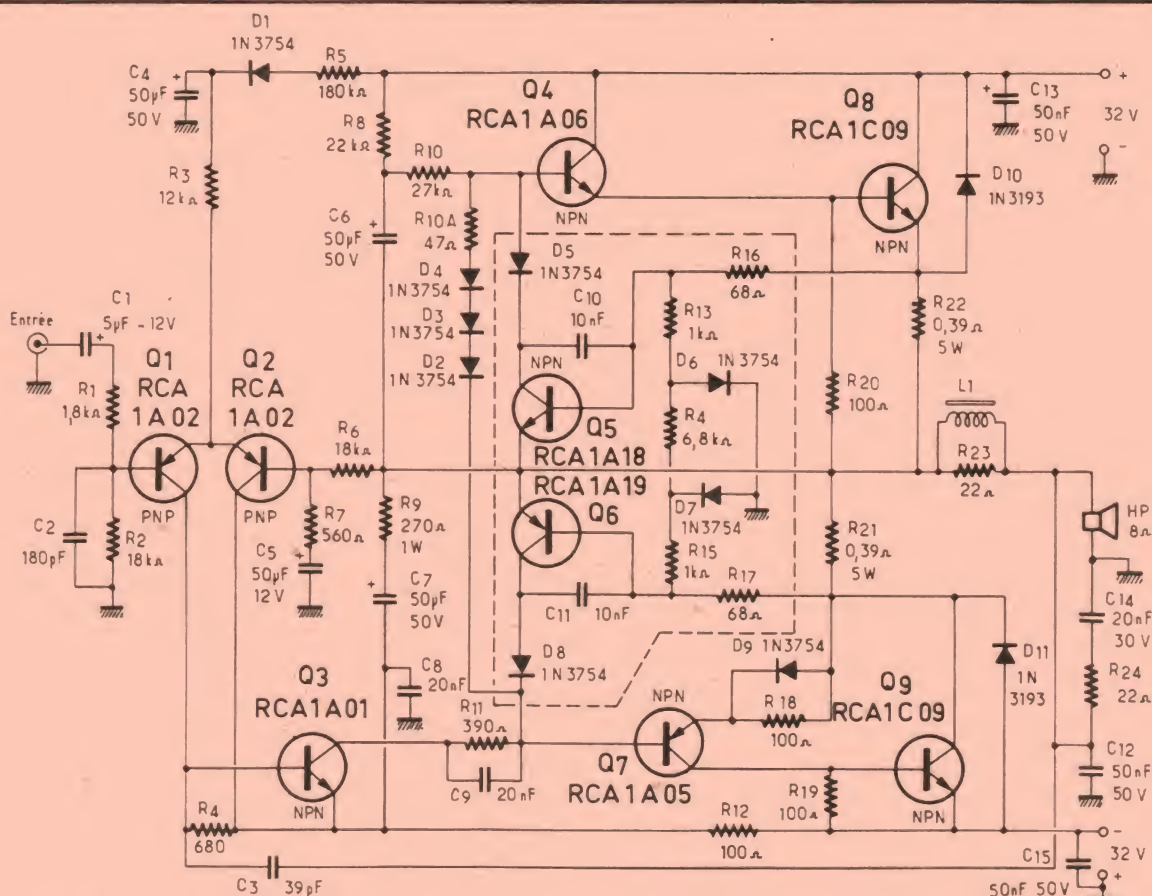 D1
1N3754
C4
50µF
50V
R5
180kΩ
R8
22kΩ
Q4
RCA1A06
NPN
Q8
RCA1C09
NPN
C13
50nF
50V
+
32V
-
D10
1N3193
R3
12kΩ
R10
27kΩ
R10A
47Ω
C6
50µF
50V
D5
1N3754
R16
68Ω
D4
1N3754
D3
1N3754
D2
1N3754
C10
10nF
R13
1kΩ
R22
0,39Ω
5W
Entrée
C1
5µF - 12V
Q1
RCA
1A02
PNP
Q2
RCA
1A02
PNP
R1
1,8kΩ
NPN
Q5
RCA1A18
D6
1N3754
R4
6,8kΩ
R20
100Ω
L1
R23
22Ω
R6
18kΩ
RCA1A19
Q6
D7
1N3754
C2
180pF
R2
18kΩ
R7
560Ω
R9
270Ω
1W
C5
50µF
12V
C7
50µF
50V
R15
1kΩ
R21
0,39Ω
5W
HP
8Ω
C11
10nF
R17
68Ω
C14
20nF
30V
D8
1N3754
D9 1N3754
D11
1N
3193
R24
22Ω
C8
20nF
Q3
RCA1A01
NPN
R11
390Ω
C9
20nF
NPN
Q7
RCA1A05
R18
100Ω
Q9
RCA1C09
NPN
C12
50nF
50V
R19
100Ω
R4
680
R12
100Ω
-
32V
+
C15
50nF 50V
C3
39pF